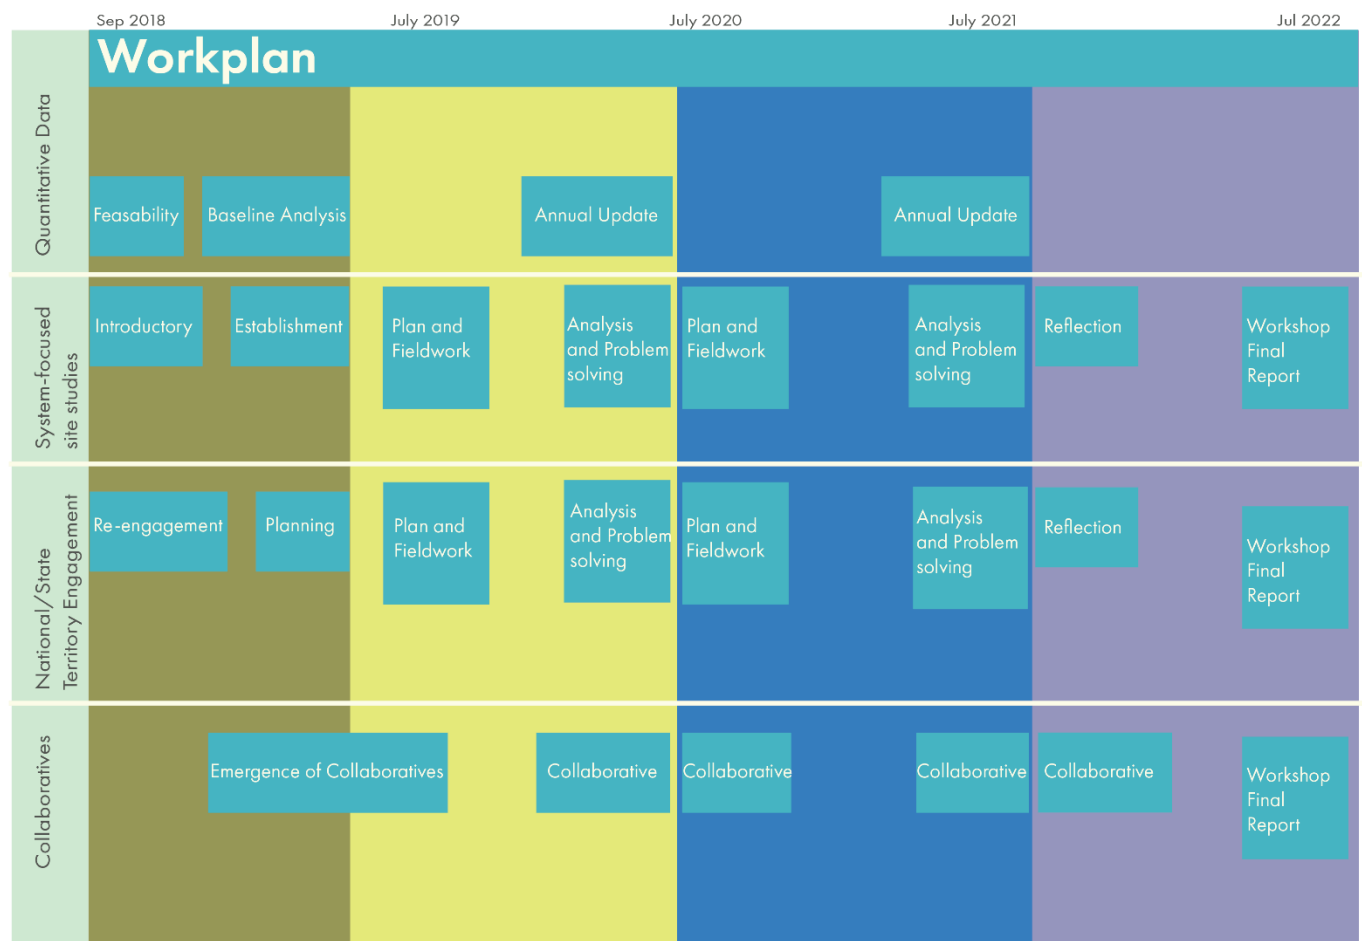 Sep 2018
July 2019
July 2020
July 2021
Jul 2022
Workplan
Quantitative Data
Feasability
Baseline Analysis
Annual Update
Annual Update
System-focused
site studies
Introductory
Establishment
Plan and
Fieldwork
Analysis
and Problem
solving
Plan and
Fieldwork
Analysis
and Problem
solving
Reflection
Workshop
Final
Report
National/State
Territory Engagement
Re-engagement
Planning
Plan and
Fieldwork
Analysis
and Problem
solving
Plan and
Fieldwork
Analysis
and Problem
solving
Reflection
Workshop
Final
Report
Collaboratives
Emergence of Collaboratives
Collaborative
Collaborative
Collaborative
Collaborative
Workshop
Final
Report